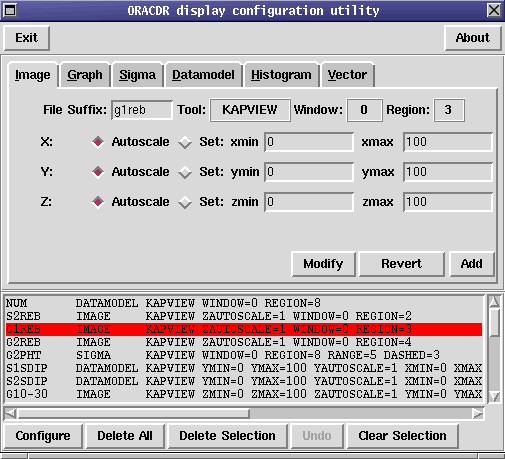 ORACDR display configuration utility
Exit About
Image Graph Sigma Datamodel Histogram Vector
File Suffix: g1reb Tool: KAPVIEW Window: 0 Region: 3
X: Autoscale Set: xmin 0 xmax 100
Y: Autoscale Set: ymin 0 ymax 100
Z: Autoscale Set: zmin 0 zmax 100
Modify Revert Add
NUM DATAMODEL KAPVIEW WINDOW=0 REGION=8
S2REB IMAGE KAPVIEW ZAUTOSCALE=1 WINDOW=0 REGION=2
G1REB IMAGE KAPVIEW ZAUTOSCALE=1 WINDOW=0 REGION=3
G2REB IMAGE KAPVIEW ZAUTOSCALE=1 WINDOW=0 REGION=4
G2PHT SIGMA KAPVIEW WINDOW=0 REGION=8 RANGE=5 DASHED=3
S1SDIP DATAMODEL KAPVIEW YMIN=0 YMAX=100 YAUTOSCALE=1 XMIN=0 XMAX
S2SDIP DATAMODEL KAPVIEW YMIN=0 YMAX=100 YAUTOSCALE=1 XMIN=0 XMAX
G10-30 IMAGE KAPVIEW ZMIN=0 ZMAX=100 ZAUTOSCALE=1 YMIN=0 YMAX
Configure Delete All Delete Selection Undo Clear Selection